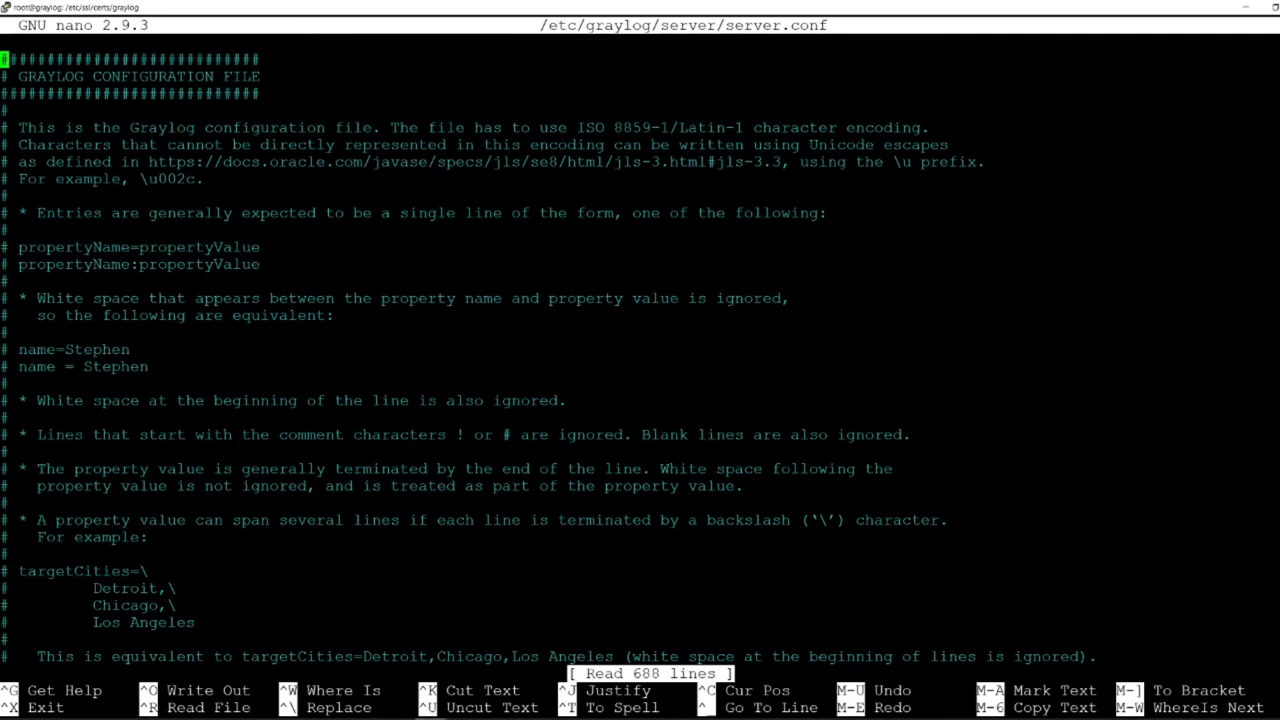 root@graylog: /etc/ssl/certs/graylog
GNU nano 2.9.3 /etc/graylog/server/server.conf
############################
# GRAYLOG CONFIGURATION FILE
############################
#
# This is the Graylog configuration file. The file has to use ISO 8859-1/Latin-1 character encoding.
# Characters that cannot be directly represented in this encoding can be written using Unicode escapes
# as defined in https://docs.oracle.com/javase/specs/jls/se8/html/jls-3.html#jls-3.3, using the \u prefix.
# For example, \u002c.
#
# * Entries are generally expected to be a single line of the form, one of the following:
#
# propertyName=propertyValue
# propertyName:propertyValue
#
# * White space that appears between the property name and property value is ignored,
#   so the following are equivalent:
#
# name=Stephen
# name = Stephen
#
# * White space at the beginning of the line is also ignored.
#
# * Lines that start with the comment characters ! or # are ignored. Blank lines are also ignored.
#
# * The property value is generally terminated by the end of the line. White space following the
#   property value is not ignored, and is treated as part of the property value.
#
# * A property value can span several lines if each line is terminated by a backslash (‘\’) character.
#   For example:
#
# targetCities=\
#         Detroit,\
#         Chicago,\
#         Los Angeles
#
#   This is equivalent to targetCities=Detroit,Chicago,Los Angeles (white space at the beginning of lines is ignored).
[ Read 688 lines ]
^G Get Help ^O Write Out ^W Where Is ^K Cut Text ^J Justify ^C Cur Pos M-U Undo M-A Mark Text M-] To Bracket
^X Exit ^R Read File ^\ Replace ^U Uncut Text ^T To Spell ^_ Go To Line M-E Redo M-6 Copy Text M-W WhereIs Next